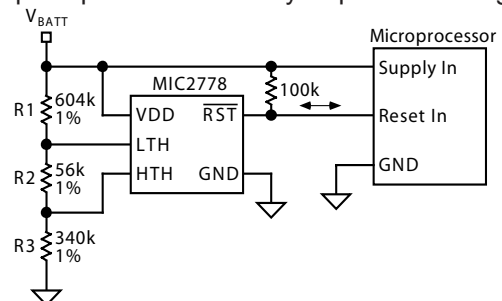 V_BATT
Microprocessor
MIC2778
Supply In
R1
604k
1%
VDD
RST
100k
Reset In
LTH
R2
56k
1%
HTH
GND
GND
R3
340k
1%